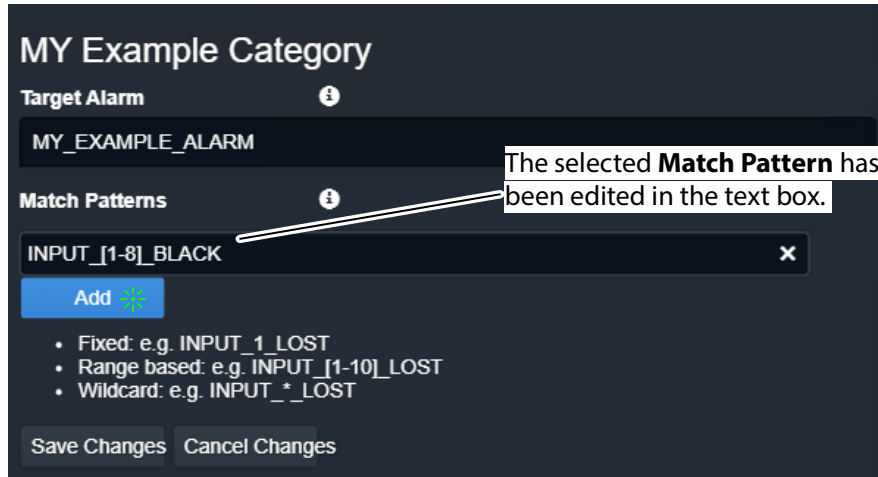 MY Example Category
Target Alarm
MY_EXAMPLE_ALARM
The selected Match Pattern has
been edited in the text box.
Match Patterns
INPUT_[1-8]_BLACK
Add
• Fixed: e.g. INPUT_1_LOST
• Range based: e.g. INPUT_[1-10]_LOST
• Wildcard: e.g. INPUT_*_LOST
Save Changes Cancel Changes